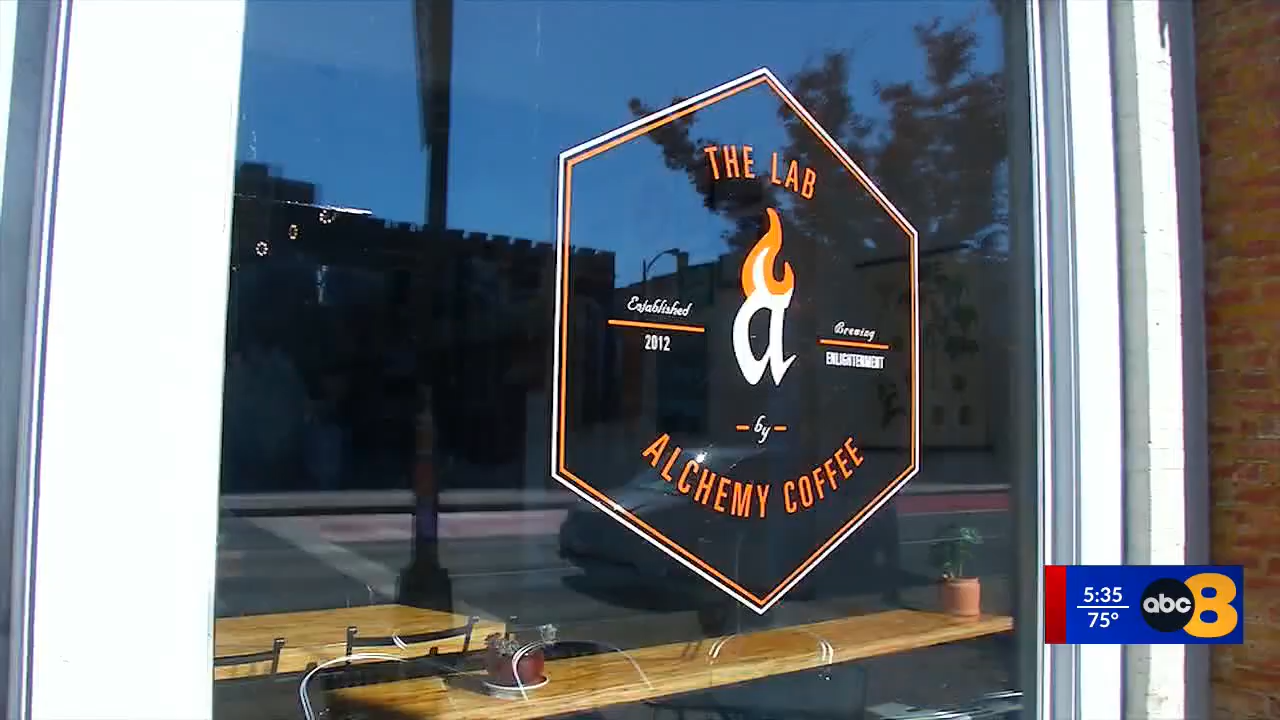 THE LAB
Established
2012
a
Brewing
ENLIGHTENMENT
by
ALCHEMY COFFEE
5:35
75°
abc 8